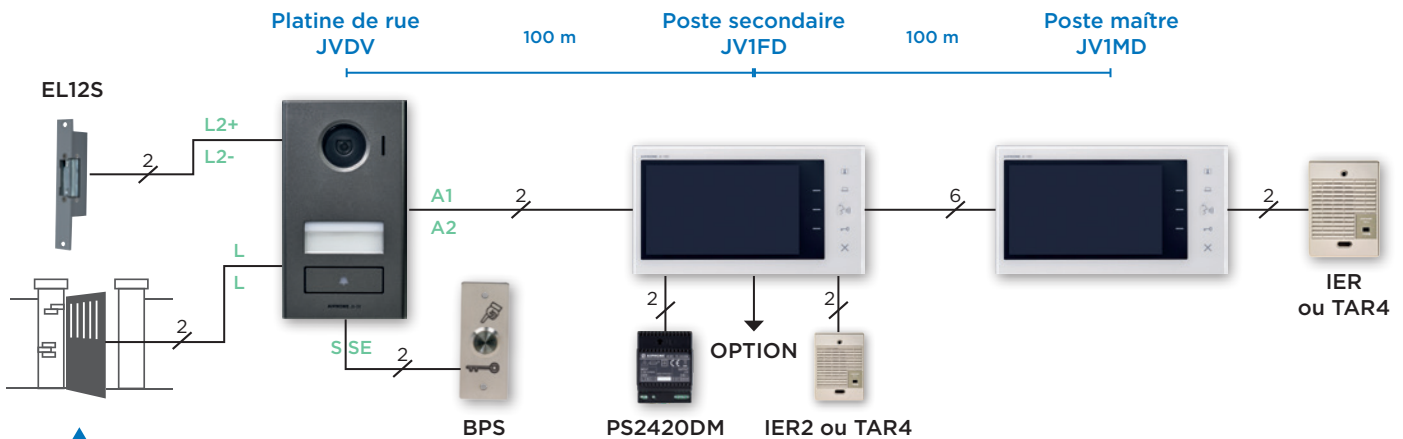 Platine de rue
JVDV
100 m
Poste secondaire
JV1FD
100 m
Poste maître
JV1MD
EL12S
L2+
L2-
2
A1
A2
2
6
2
L
L
2
S SE
2
2
2
OPTION
IER
ou TAR4
BPS
PS2420DM
IER2 ou TAR4